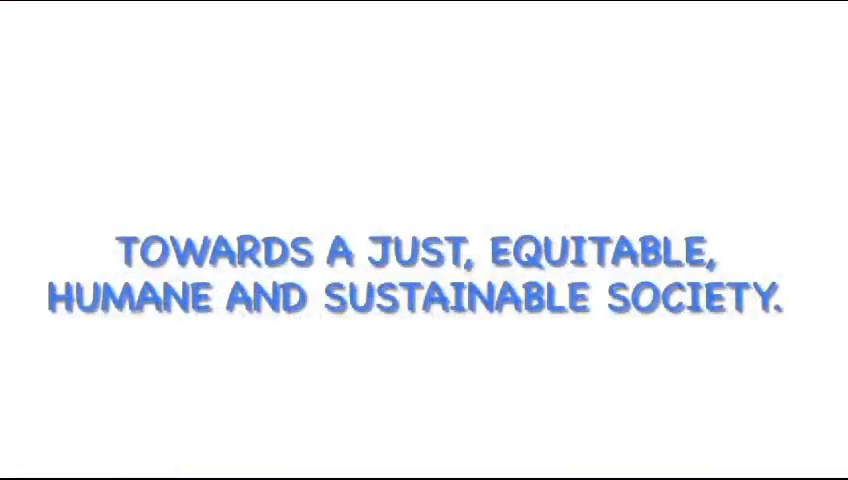 TOWARDS A JUST, EQUITABLE,
HUMANE AND SUSTAINABLE SOCIETY.